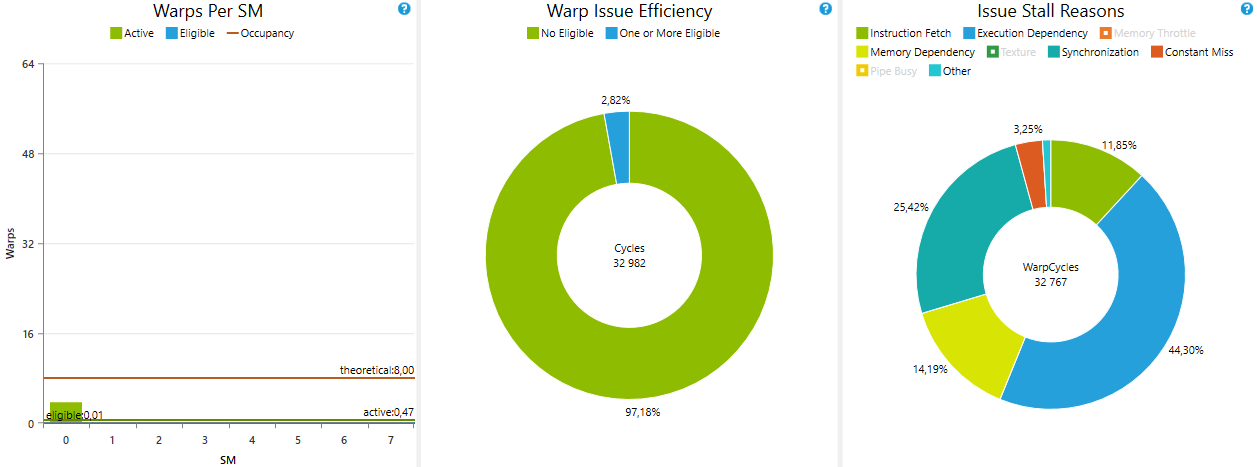 Warps Per SM
Active Eligible Occupancy
64
48
32
16
0
Warps
theoretical:8,00
eligible:0,01
active:0,47
0 1 2 3 4 5 6 7
SM
Warp Issue Efficiency
No Eligible One or More Eligible
2,82%
Cycles
32 982
97,18%
Issue Stall Reasons
Instruction Fetch Execution Dependency Memory Throttle
Memory Dependency Texture Synchronization Constant Miss
Pipe Busy Other
3,25%
11,85%
25,42%
WarpCycles
32 767
44,30%
14,19%